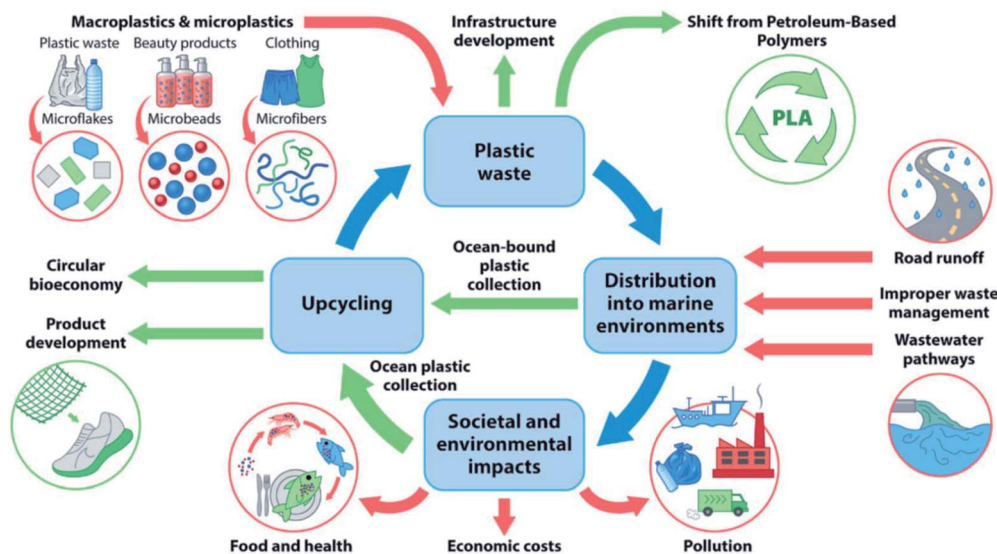 Macroplastics & microplastics
Plastic waste
Beauty products
Clothing
Microflakes
Microbeads
Microfibers
Infrastructure
development
Shift from Petroleum-Based
Polymers
PLA
Plastic
waste
Road runoff
Improper waste
management
Wastewater
pathways
Distribution
into marine
environments
Ocean-bound
plastic
collection
Upcycling
Circular
bioeconomy
Product
development
Ocean plastic
collection
Societal and
environmental
impacts
Food and health
Economic costs
Pollution